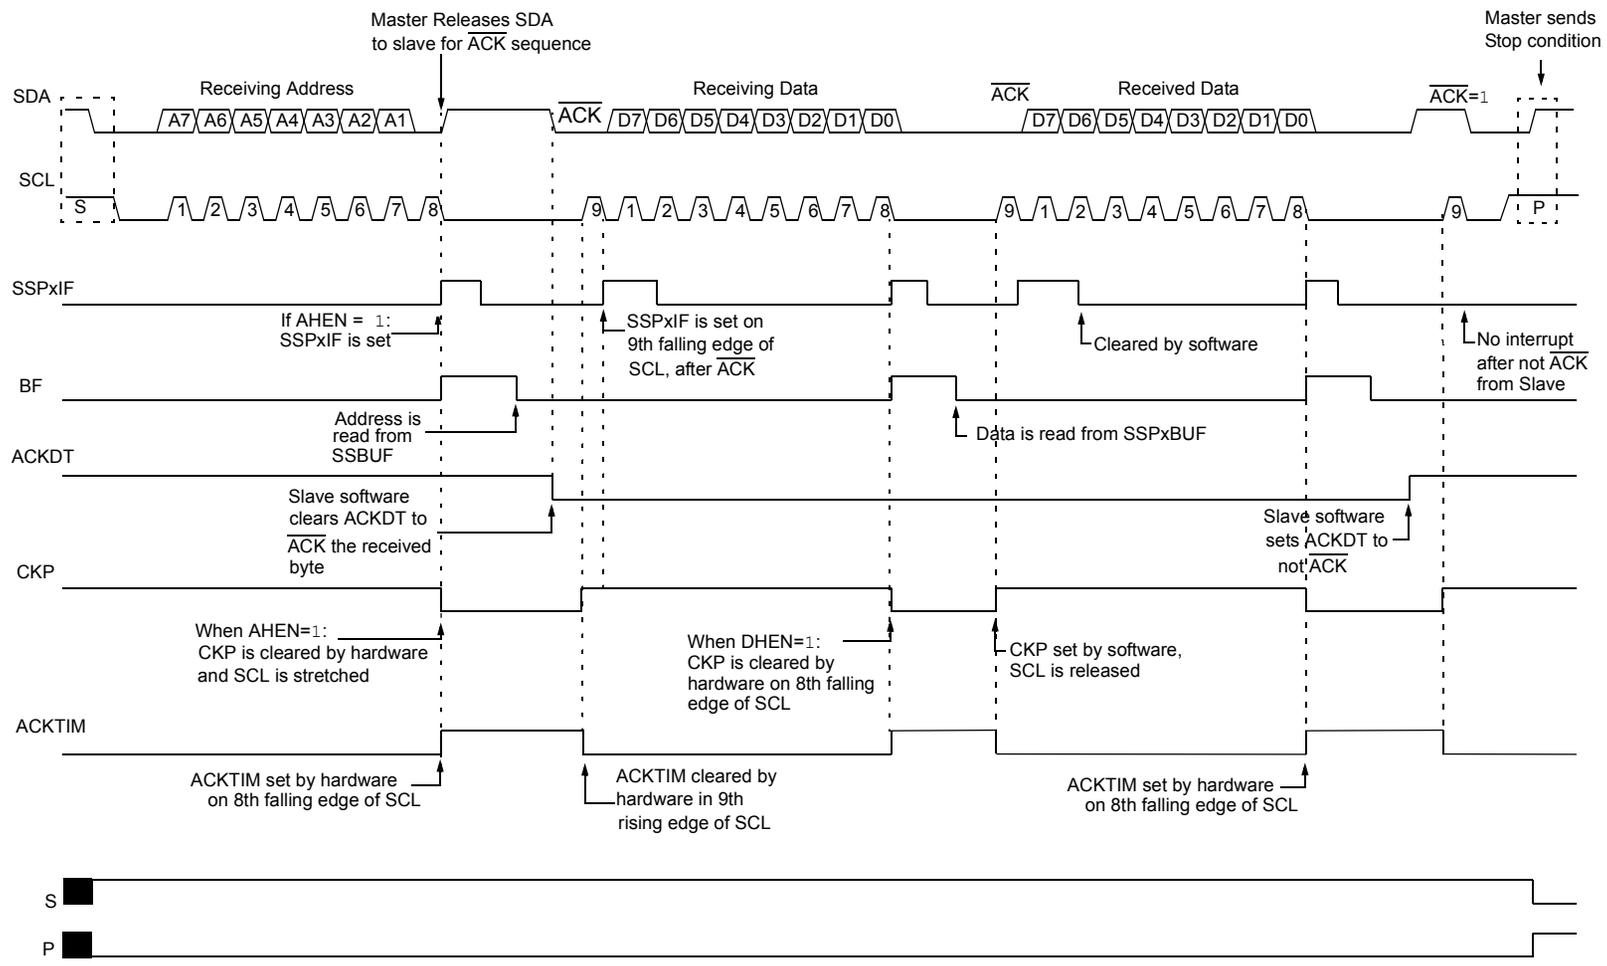 Master Releases SDA
to slave for ACK sequence
Master sends
Stop condition
SDA
Receiving Address
ACK
Receiving Data
ACK
Received Data
ACK=1
A7 A6 A5 A4 A3 A2 A1
D7 D6 D5 D4 D3 D2 D1 D0
D7 D6 D5 D4 D3 D2 D1 D0
SCL
S
1 2 3 4 5 6 7 8
9 1 2 3 4 5 6 7 8
9 1 2 3 4 5 6 7 8
9
P
SSPxIF
If AHEN = 1:
SSPxIF is set
SSPxIF is set on
9th falling edge of
SCL, after ACK
Cleared by software
No interrupt
after not ACK
from Slave
BF
Address is
read from
SSBUF
Data is read from SSPxBUF
ACKDT
Slave software
clears ACKDT to
ACK the received
byte
Slave software
sets ACKDT to
not ACK
CKP
When AHEN=1:
CKP is cleared by hardware
and SCL is stretched
When DHEN=1:
CKP is cleared by
hardware on 8th falling
edge of SCL
CKP set by software,
SCL is released
ACKTIM
ACKTIM set by hardware
on 8th falling edge of SCL
ACKTIM cleared by
hardware in 9th
rising edge of SCL
ACKTIM set by hardware
on 8th falling edge of SCL
S
P